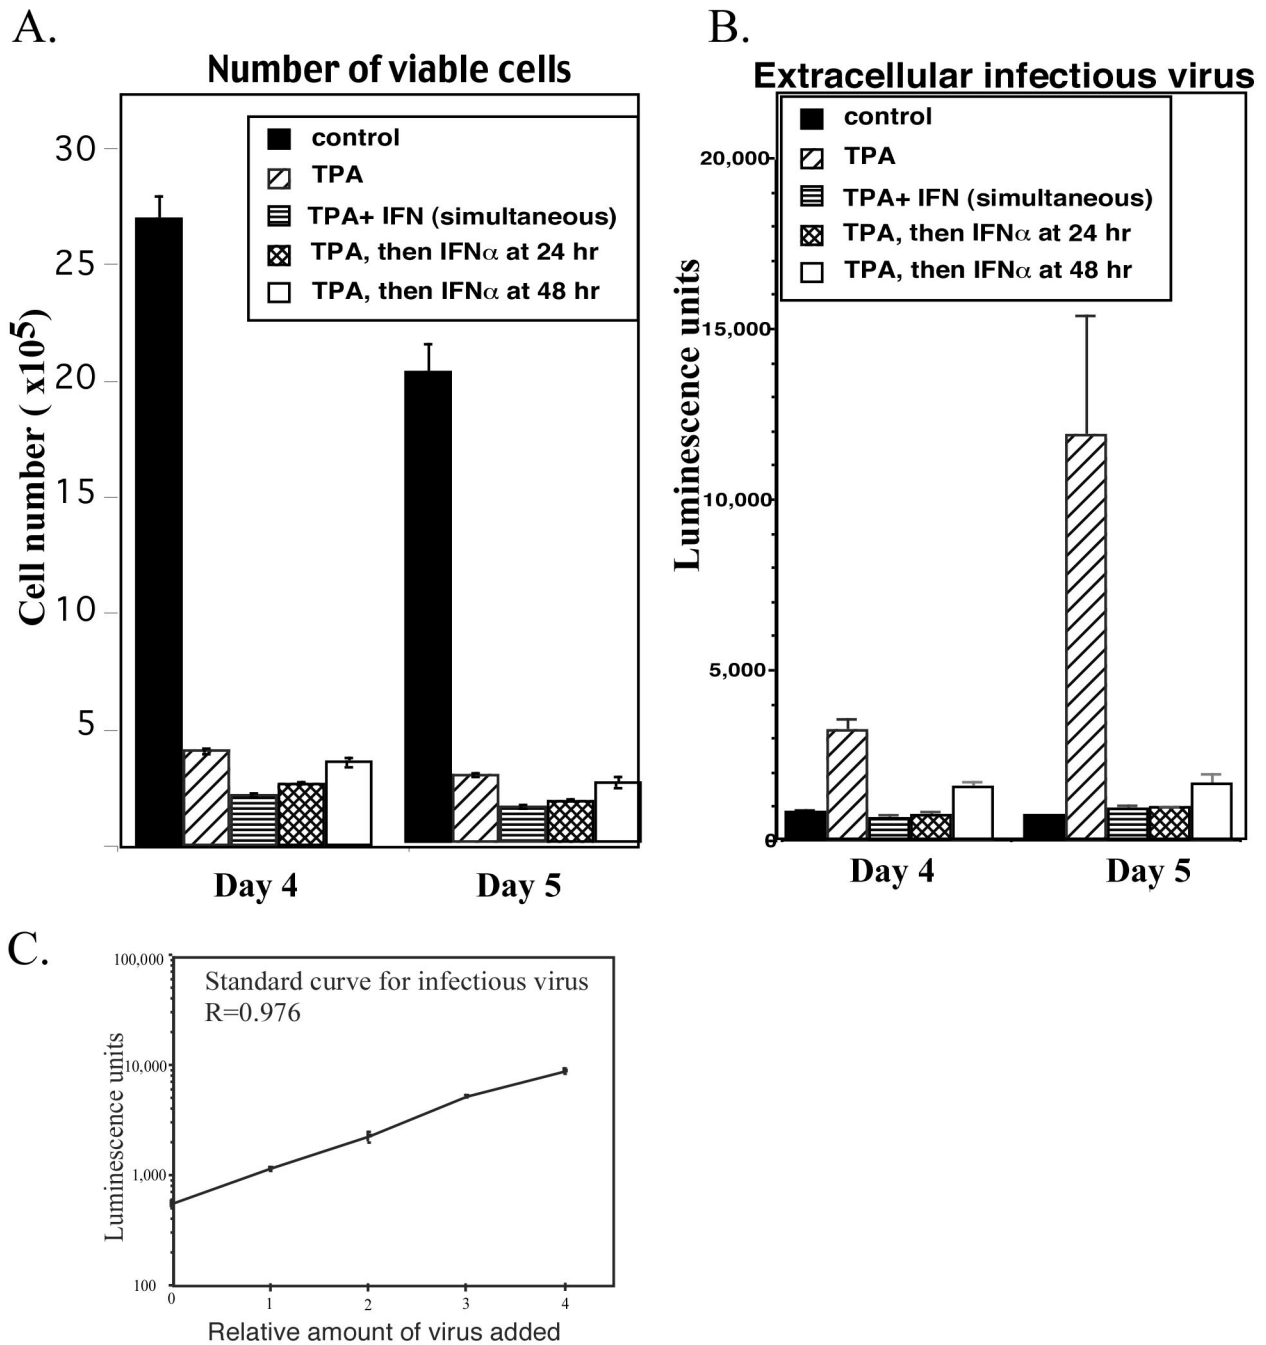 A.
Number of viable cells
30
25
20
15
10
5
Cell number ( x10⁵)
control
TPA
TPA+ IFN (simultaneous)
TPA, then IFNα at 24 hr
TPA, then IFNα at 48 hr
Day 4
Day 5
B.
Extracellular infectious virus
20,000
15,000
10,000
5,000
0
Luminescence units
control
TPA
TPA+ IFN (simultaneous)
TPA, then IFNα at 24 hr
TPA, then IFNα at 48 hr
Day 4
Day 5
C.
100,000
10,000
1,000
100
Luminescence units
Standard curve for infectious virus
R=0.976
0
1
2
3
4
Relative amount of virus added